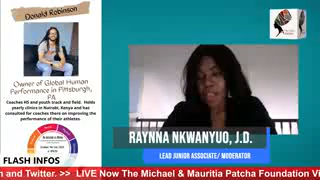 Donald Robinson
Owner of Global Human
Performance in Pittsburgh,
PA
Coaches HS and youth track and field. Holds
yearly clinics in Nairobi, Kenya and has
consulted for coaches there on improving the
performance of their athletes
FLASH INFOS
RAYNNA NKWANYUO, J.D.
LEAD JUNIOR ASSOCIATE/ MODERATOR
n and Twitter. >> LIVE Now The Michael & Mauritia Patcha Foundation Vi